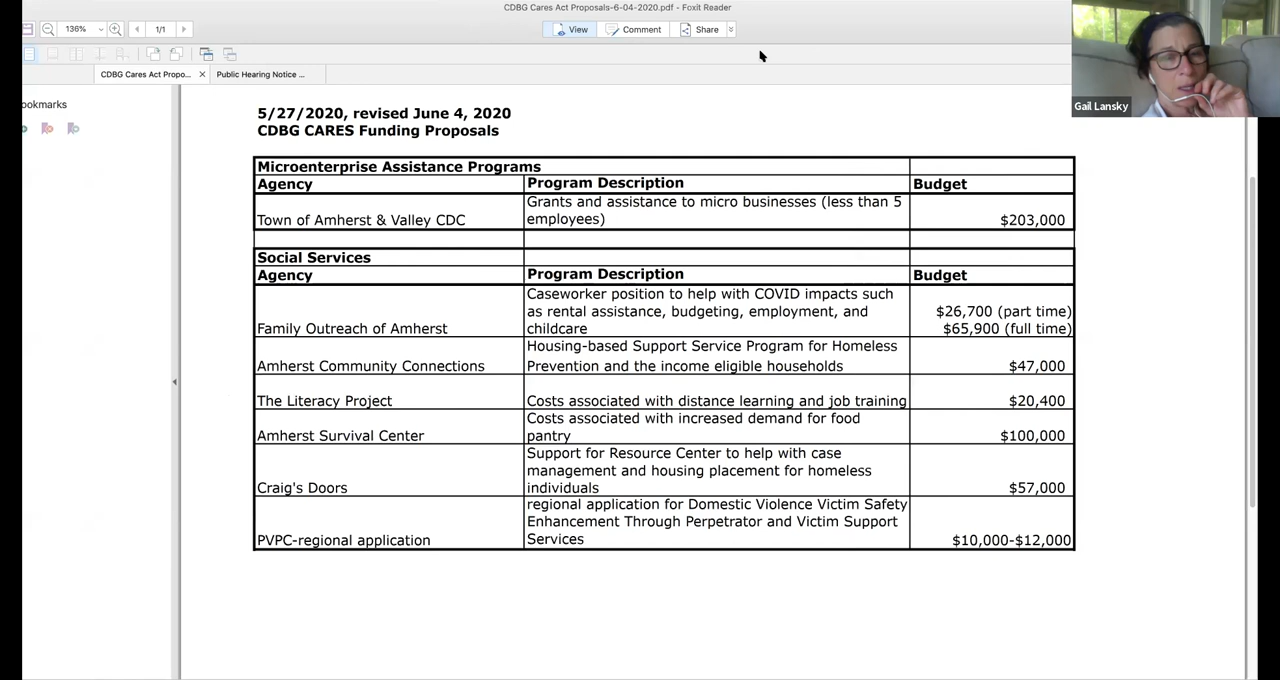 CDBG Cares Act Proposals-6-04-2020.pdf - Foxit Reader
136%
1/1
View
Comment
Share
CDBG Cares Act Propo... ×
Public Hearing Notice ...
ookmarks
Gail Lansky
5/27/2020, revised June 4, 2020
CDBG CARES Funding Proposals
Microenterprise Assistance Programs
Agency Program Description Budget
Grants and assistance to micro businesses (less than 5
Town of Amherst & Valley CDC employees) $203,000
Social Services
Agency Program Description Budget
Caseworker position to help with COVID impacts such
as rental assistance, budgeting, employment, and $26,700 (part time)
Family Outreach of Amherst childcare $65,900 (full time)
Housing-based Support Service Program for Homeless
Amherst Community Connections Prevention and the income eligible households $47,000
The Literacy Project Costs associated with distance learning and job training $20,400
Costs associated with increased demand for food
Amherst Survival Center pantry $100,000
Support for Resource Center to help with case
management and housing placement for homeless
Craig's Doors individuals $57,000
regional application for Domestic Violence Victim Safety
Enhancement Through Perpetrator and Victim Support
PVPC-regional application Services $10,000-$12,000